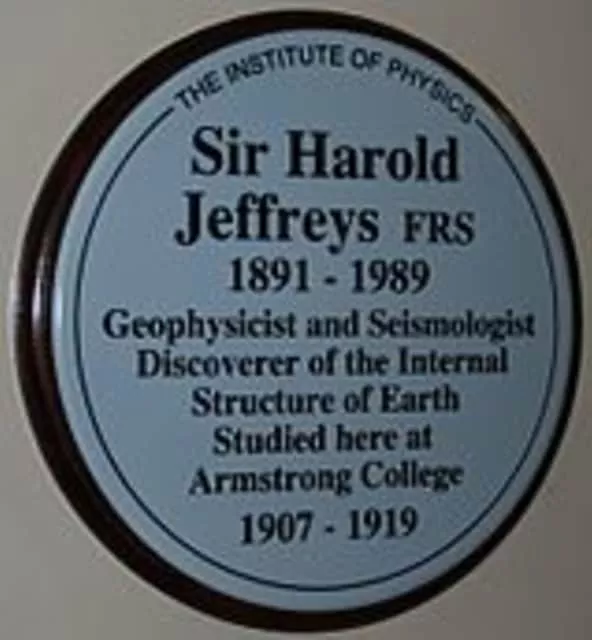 THE INSTITUTE OF PHYSICS
Sir Harold
Jeffreys FRS
1891 - 1989
Geophysicist and Seismologist
Discoverer of the Internal
Structure of Earth
Studied here at
Armstrong College
1907 - 1919